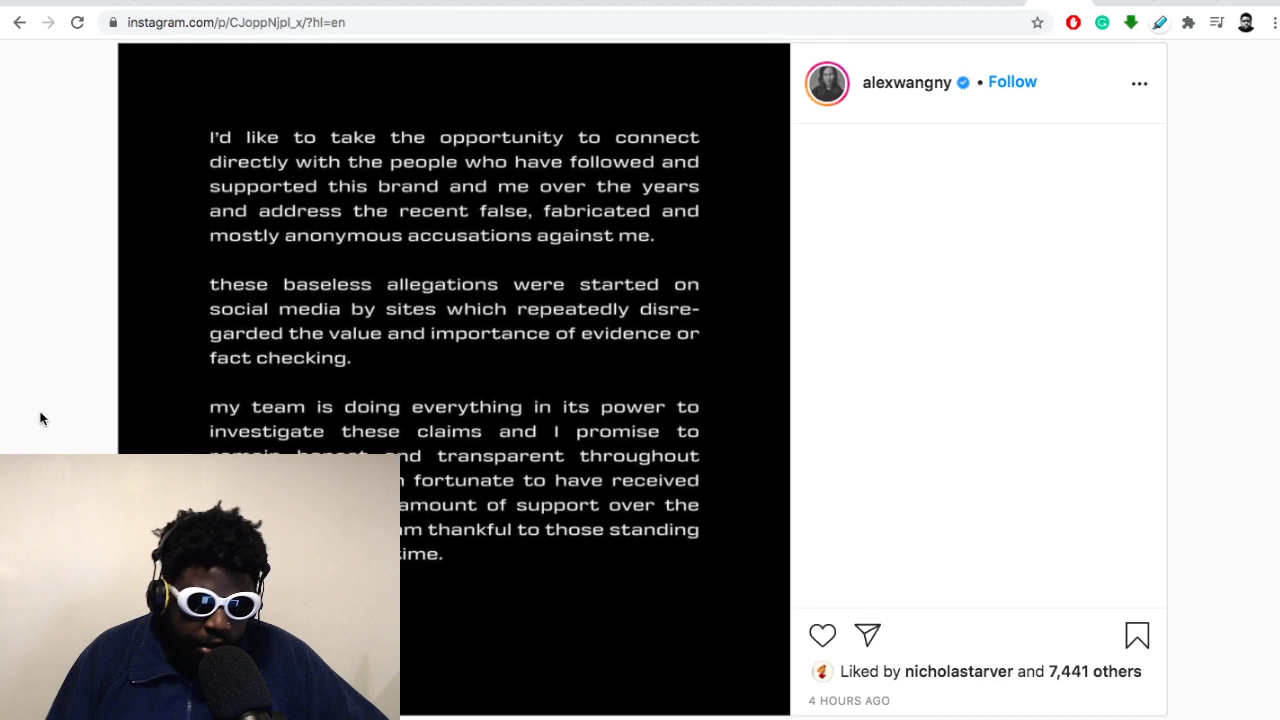 instagram.com/p/CJoppNjpl_x/?hl=en
I'd like to take the opportunity to connect
directly with the people who have followed and
supported this brand and me over the years
and address the recent false, fabricated and
mostly anonymous accusations against me.
these baseless allegations were started on
social media by sites which repeatedly disre-
garded the value and importance of evidence or
fact checking.
my team is doing everything in its power to
investigate these claims and I promise to
remain honest and transparent throughout
fortunate to have received
amount of support over the
am thankful to those standing
time.
alexwangny • Follow
Liked by nicholastarver and 7,441 others
4 HOURS AGO